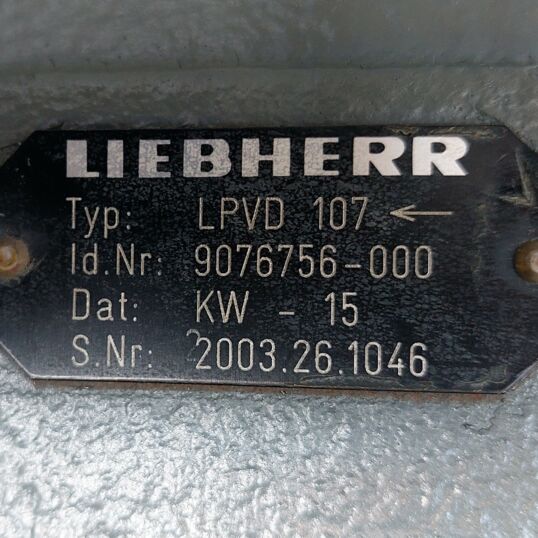 LIEBHERR
Typ: LPVD 107 ←
Id.Nr: 9076756-000
Dat: KW - 15
S.Nr: 2003.26.1046